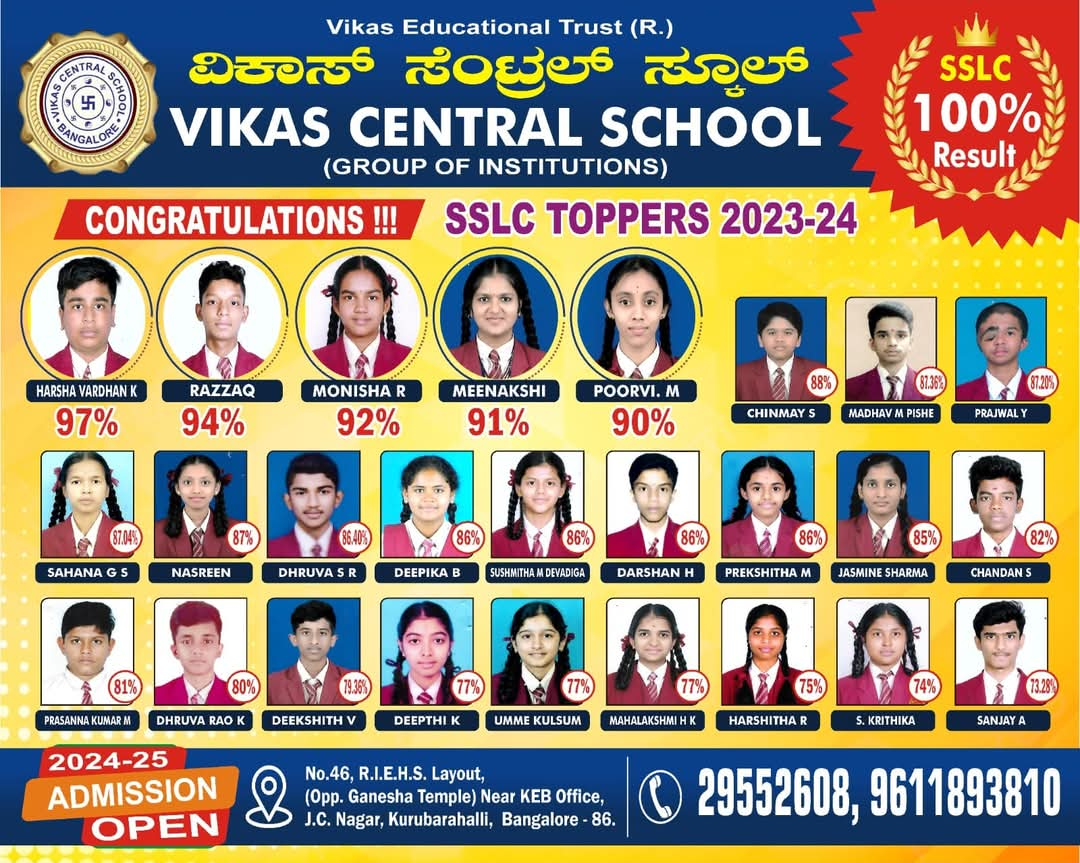 Vikas Educational Trust (R.)
ವಿಕಾಸ್ ಸೆಂಟ್ರಲ್ ಸ್ಕೂಲ್
VIKAS CENTRAL SCHOOL
(GROUP OF INSTITUTIONS)
VIKAS CENTRAL SCHOOL
BANGALORE
SSLC
100%
Result
CONGRATULATIONS !!!
SSLC TOPPERS 2023-24
HARSHA VARDHAN K
97%
RAZZAQ
94%
MONISHA R
92%
MEENAKSHI
91%
POORVI. M
90%
88%
CHINMAY S
87.36%
MADHAV M PISHE
87.20%
PRAJWAL Y
87.04%
SAHANA G S
87%
NASREEN
86.40%
DHRUVA S R
86%
DEEPIKA B
86%
SUSHMITHA M DEVADIGA
86%
DARSHAN H
86%
PREKSHITHA M
85%
JASMINE SHARMA
82%
CHANDAN S
81%
PRASANNA KUMAR M
80%
DHRUVA RAO K
79.36%
DEEKSHITH V
77%
DEEPTHI K
77%
UMME KULSUM
77%
MAHALAKSHMI H K
75%
HARSHITHA R
74%
S. KRITHIKA
73.28%
SANJAY A
2024-25
ADMISSION
OPEN
No.46, R.I.E.H.S. Layout,
(Opp. Ganesha Temple) Near KEB Office,
J.C. Nagar, Kurubarahalli, Bangalore - 86.
29552608, 9611893810